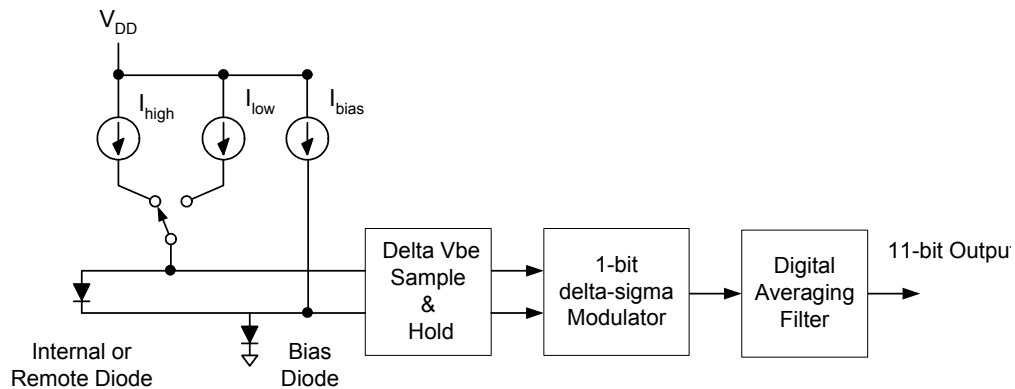 V_DD
I_high
I_low
I_bias
Delta Vbe
Sample
&
Hold
1-bit
delta-sigma
Modulator
Digital
Averaging
Filter
11-bit Output
Internal or
Remote Diode
Bias
Diode